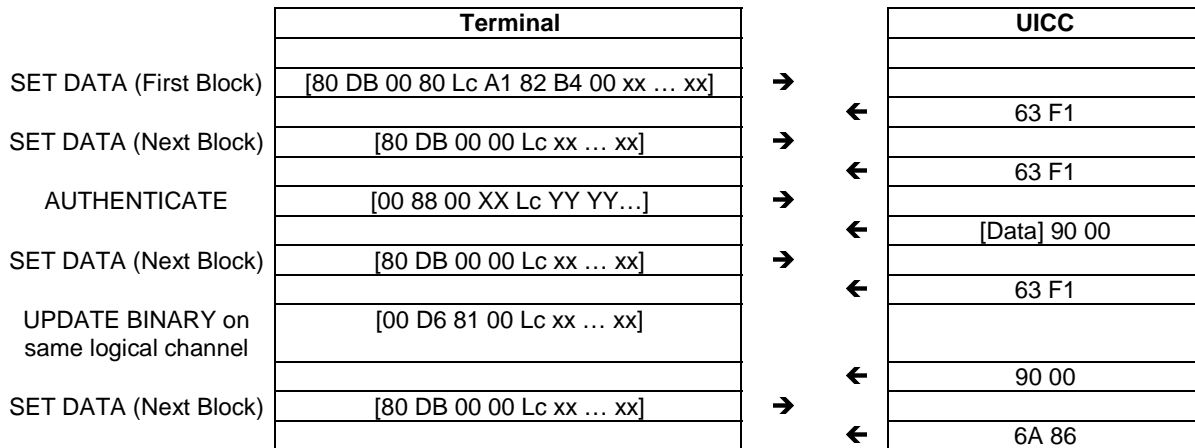 Terminal UICC
SET DATA (First Block) [80 DB 00 80 Lc A1 82 B4 00 xx … xx] ➔
🡰 63 F1
SET DATA (Next Block) [80 DB 00 00 Lc xx … xx] ➔
🡰 63 F1
AUTHENTICATE [00 88 00 XX Lc YY YY…] ➔
🡰 [Data] 90 00
SET DATA (Next Block) [80 DB 00 00 Lc xx … xx] ➔
🡰 63 F1
UPDATE BINARY on [00 D6 81 00 Lc xx … xx]
same logical channel
🡰 90 00
SET DATA (Next Block) [80 DB 00 00 Lc xx … xx] ➔
🡰 6A 86